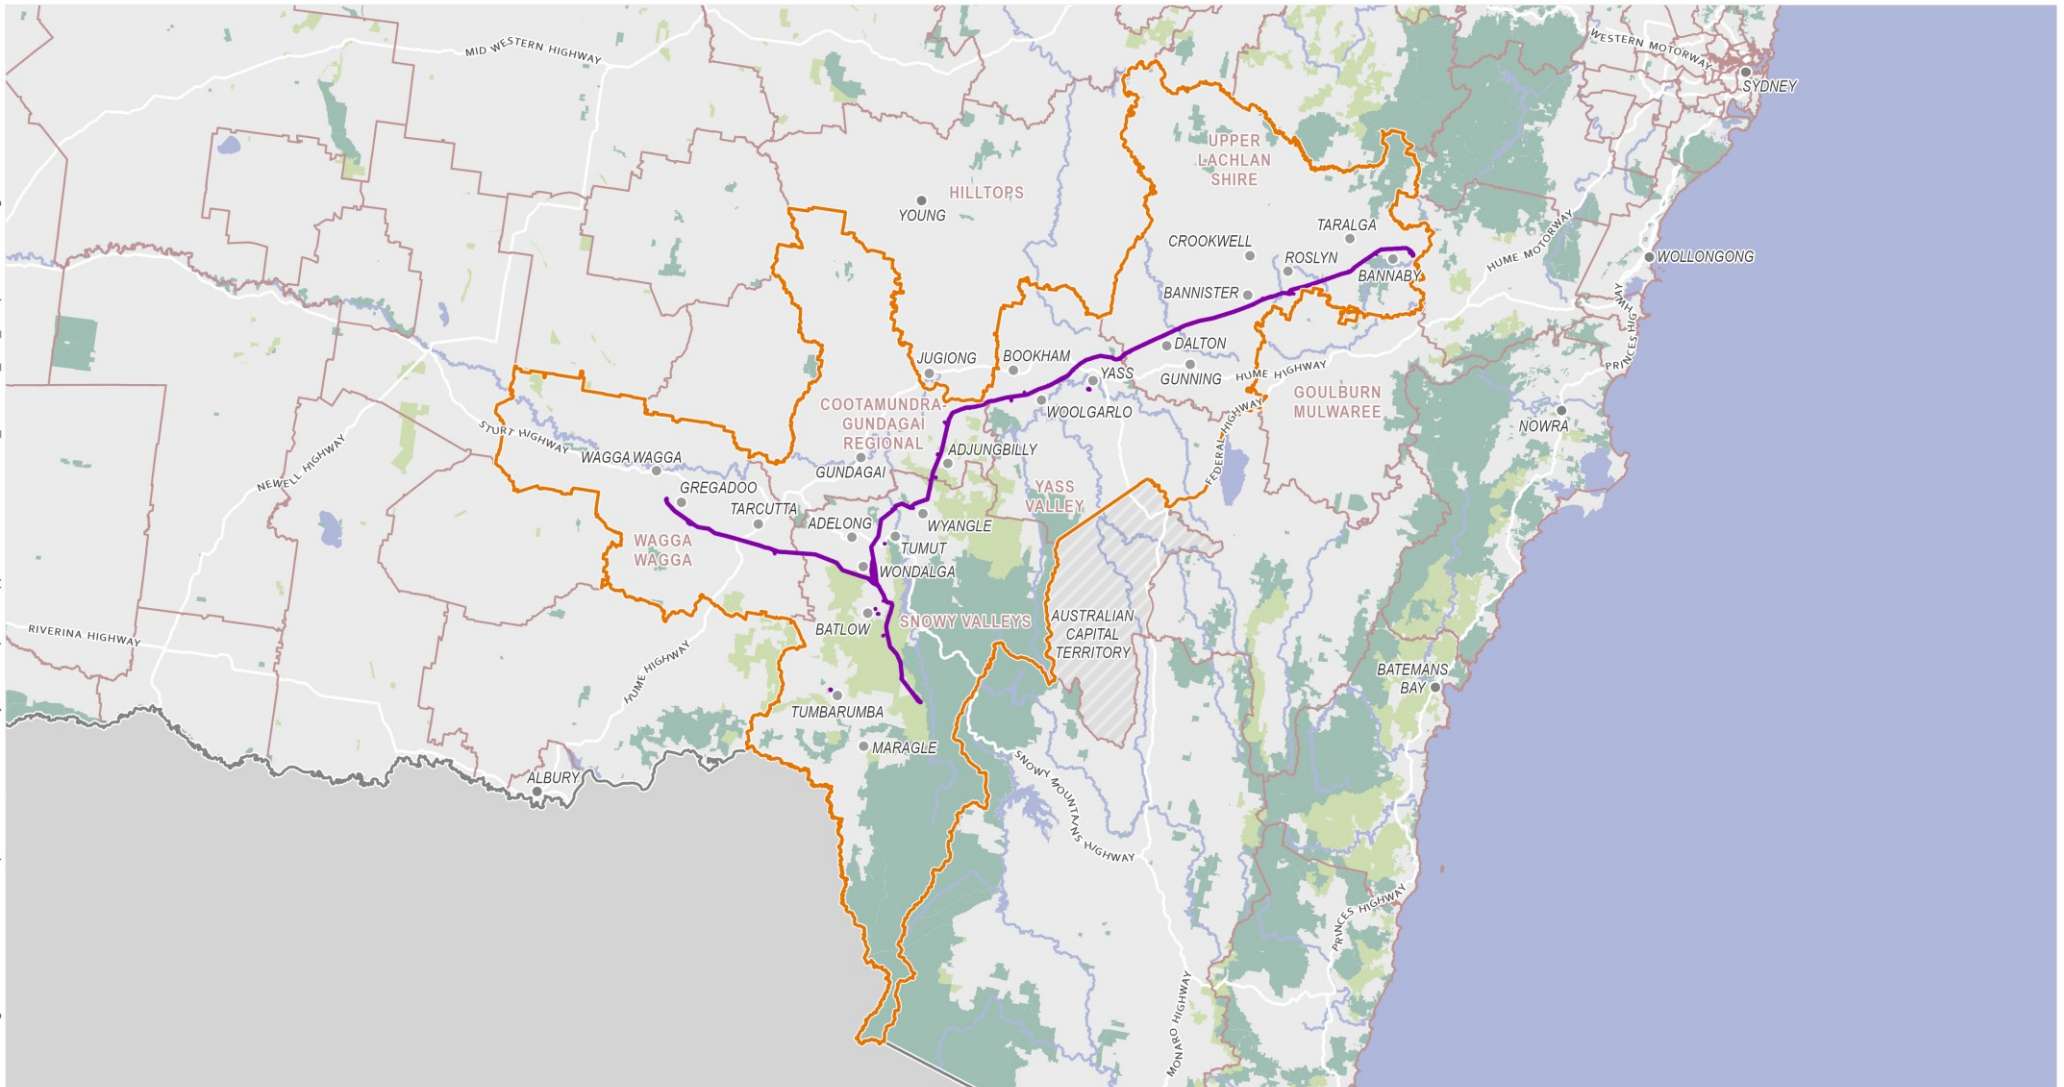 MID WESTERN HIGHWAY
WESTERN MOTORWAY
SYDNEY
UPPER
LACHLAN
SHIRE
HILLTOPS
YOUNG
TARALGA
CROOKWELL
ROSLYN
HUME MOTORWAY
WOLLONGONG
BANNABY
BANNISTER
PRINCES HIGHWAY
JUGIONG
BOOKHAM
DALTON
YASS
GUNNING
HUME HIGHWAY
GOULBURN
MULWAREE
COOTAMUNDRA-
GUNDAGAI
REGIONAL
WOOLGARLO
NOWRA
STURT HIGHWAY
NEWELL HIGHWAY
FEDERAL HIGHWAY
WAGGA WAGGA
GUNDAGAI
ADJUNGBILLY
GREGADOO
YASS
VALLEY
TARCUTTA
ADELONG
WYANGLE
WAGGA
WAGGA
TUMUT
WONDALGA
SNOWY VALLEYS
AUSTRALIAN
CAPITAL
TERRITORY
BATLOW
RIVERINA HIGHWAY
HUME HIGHWAY
BATEMANS
BAY
TUMBARUMBA
MARAGLE
ALBURY
SNOWY MOUNTAINS HIGHWAY
PRINCES HIGHWAY
MONARO HIGHWAY